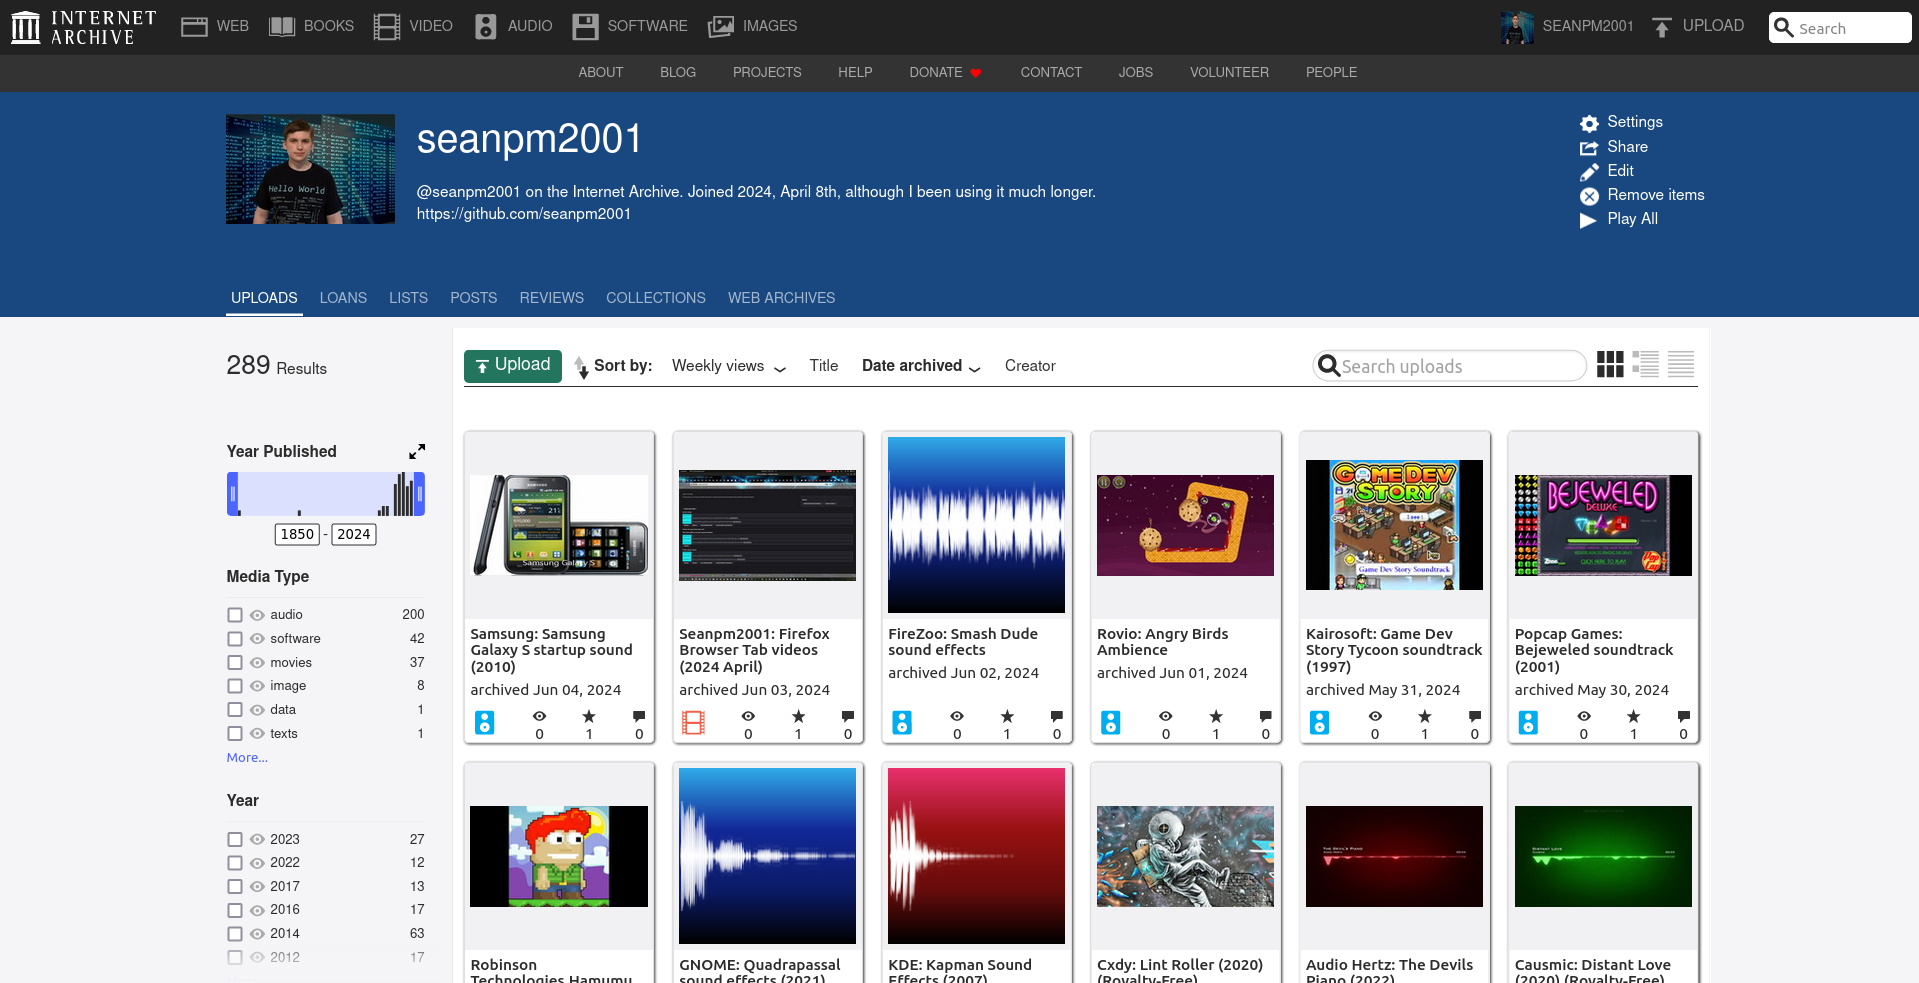 INTERNET ARCHIVE
WEB BOOKS VIDEO AUDIO SOFTWARE IMAGES
SEANPM2001 UPLOAD Search
ABOUT BLOG PROJECTS HELP DONATE CONTACT JOBS VOLUNTEER PEOPLE
Hello World
seanpm2001
@seanpm2001 on the Internet Archive. Joined 2024, April 8th, although I been using it much longer.
https://github.com/seanpm2001
Settings
Share
Edit
Remove items
Play All
UPLOADS LOANS LISTS POSTS REVIEWS COLLECTIONS WEB ARCHIVES
289 Results
Year Published
1850 - 2024
Media Type
audio 200
software 42
movies 37
image 8
data 1
texts 1
More...
Year
2023 27
2022 12
2017 13
2016 17
2014 63
2012 17
Upload Sort by: Weekly views Title Date archived Creator Search uploads
SAMSUNG
Samsung Galaxy S
Samsung: Samsung
Galaxy S startup sound
(2010)
archived Jun 04, 2024
0 1 0
Seanpm2001: Firefox
Browser Tab videos
(2024 April)
archived Jun 03, 2024
0 1 0
FireZoo: Smash Dude
sound effects
archived Jun 02, 2024
0 1 0
Rovio: Angry Birds
Ambience
archived Jun 01, 2024
0 1 0
GAME DEV
STORY
Game Dev Story Soundtrack
Kairosoft: Game Dev
Story Tycoon soundtrack
(1997)
archived May 31, 2024
0 1 0
BEJEWELED
DELUXE
CLICK HERE TO PLAY!
Popcap Games:
Bejeweled soundtrack
(2001)
archived May 30, 2024
0 1 0
Robinson
Technologies Hamumu
GNOME: Quadrapassal
sound effects (2021)
KDE: Kapman Sound
Effects (2007)
Cxdy: Lint Roller (2020)
(Royalty-Free)
THE DEVIL'S PIANO
Audio Hertz: The Devils
Piano (2022)
DISTANT LOVE
Causmic: Distant Love
(2020) (Royalty-Free)